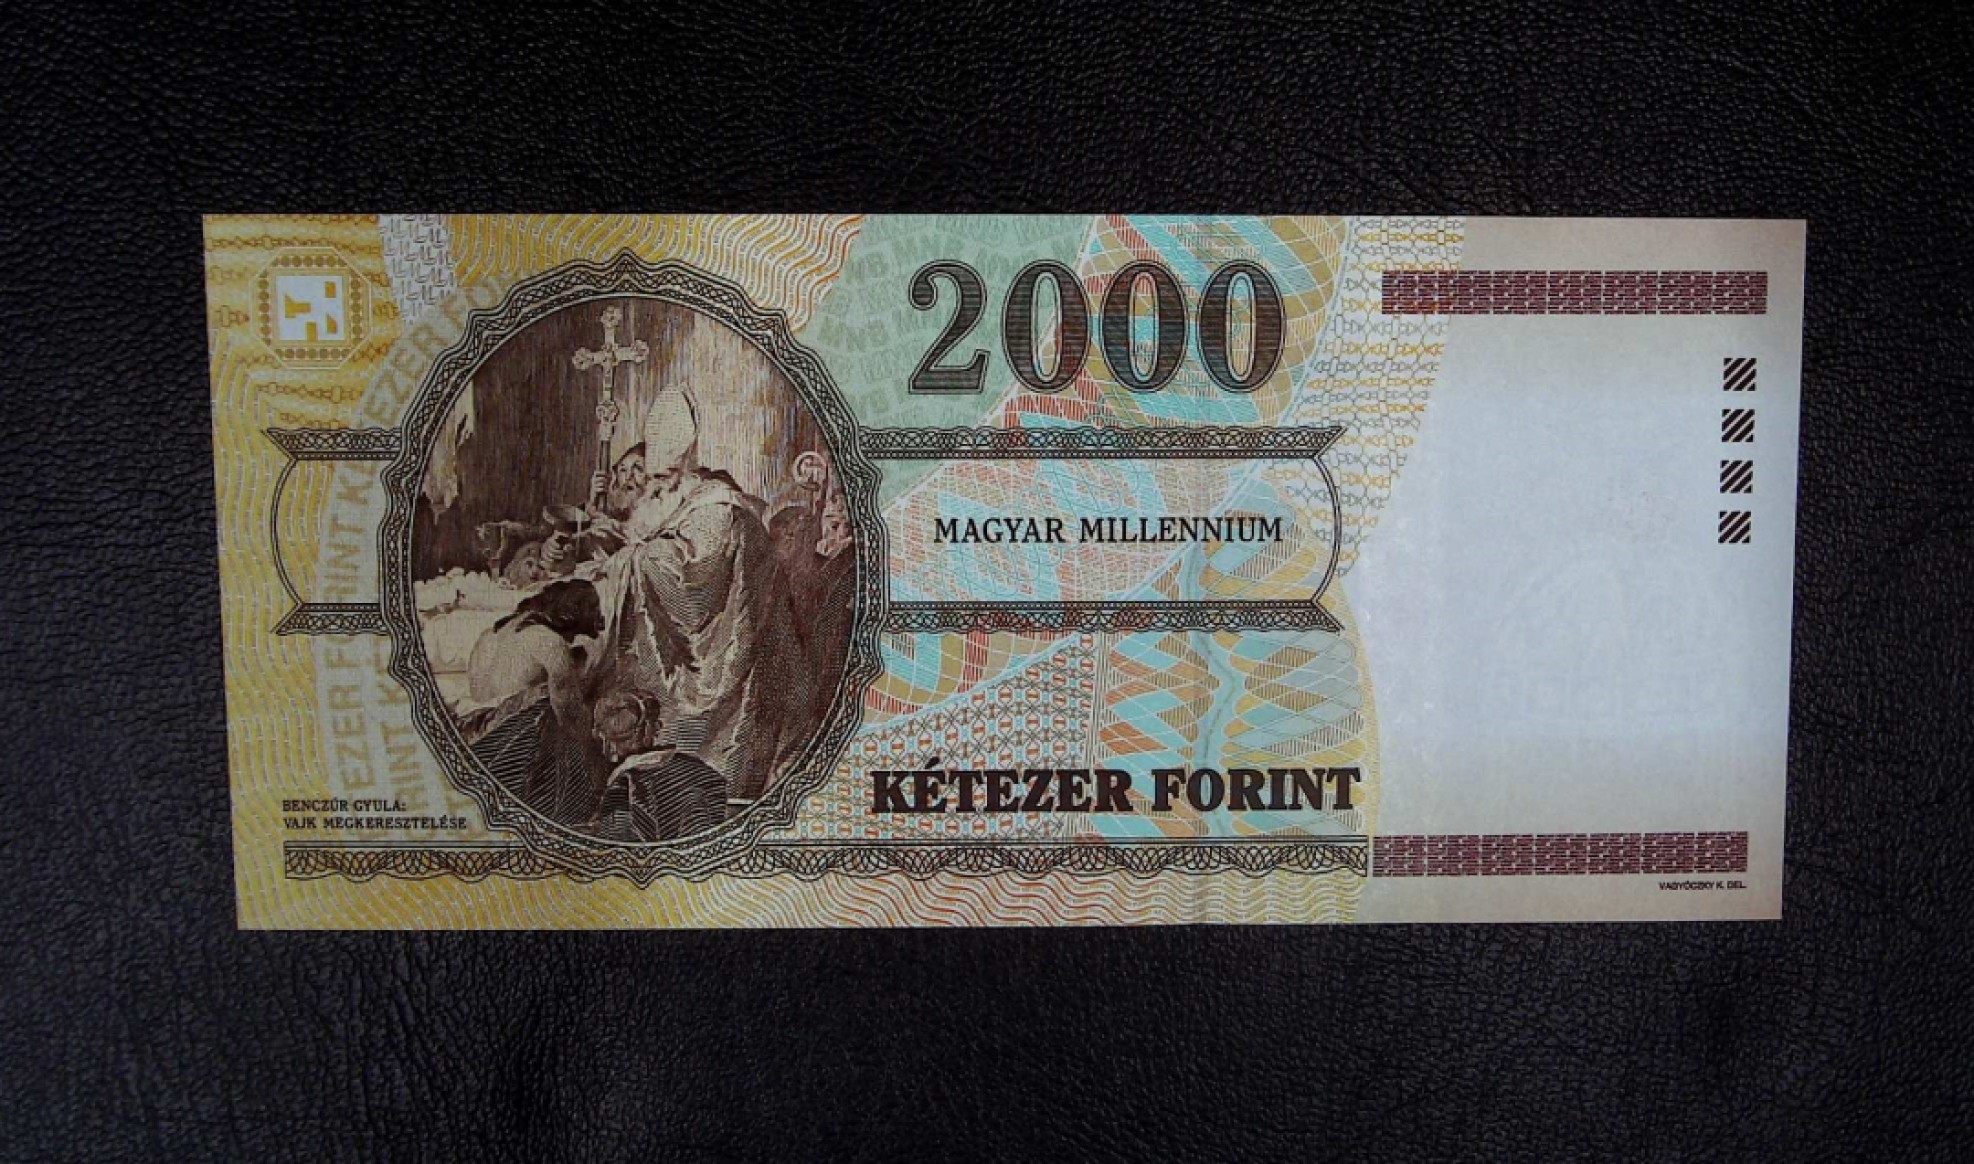 2000
MAGYAR MILLENNIUM
KÉTEZER FORINT
BENCZÚR GYULA:
VAJK MEGKERESZTELÉSE
VAGYÓCZKY K. DEL.